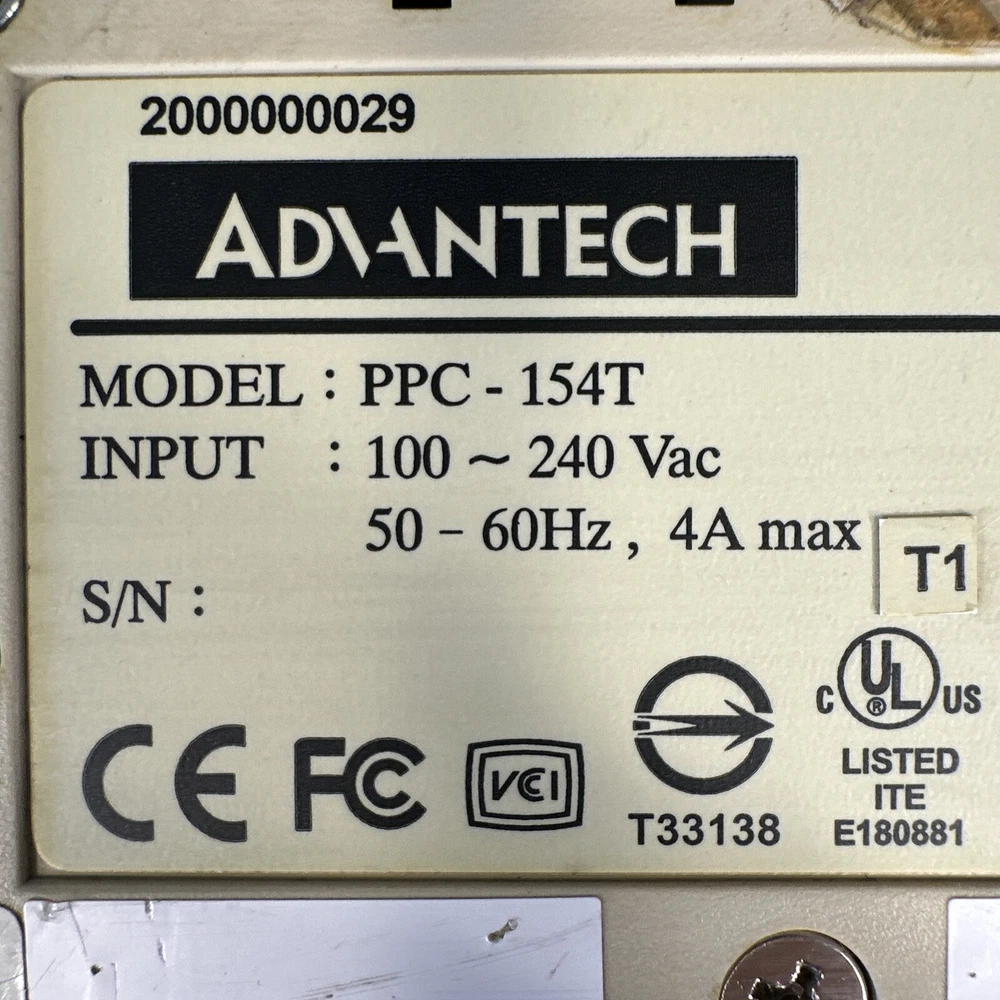 2000000029
ADVANTECH
MODEL : PPC - 154T
INPUT : 100 ~ 240 Vac
50 - 60Hz , 4A max
T1
S/N :
CE FC VCI
T33138
C UL ® US
LISTED
ITE
E180881